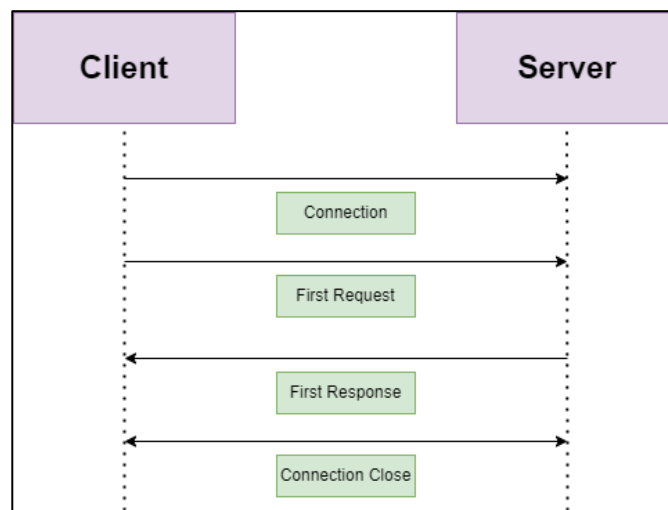 Client
Server
Connection
First Request
First Response
Connection Close